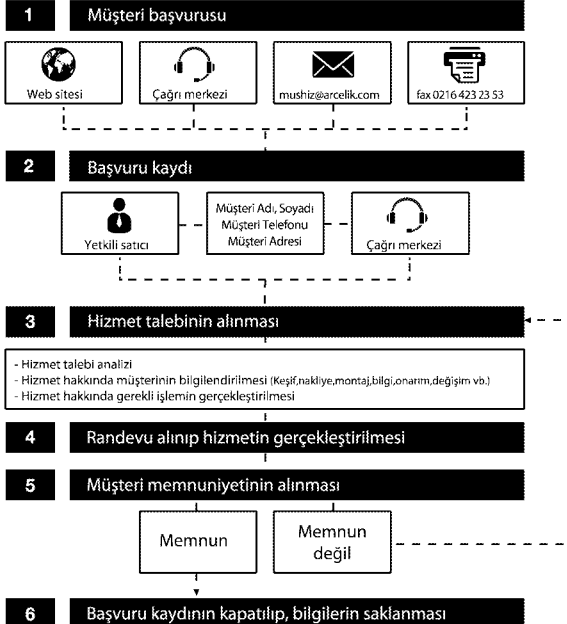 1 Müşteri başvurusu
Web sitesi
Çağrı merkezi
mushiz@arcelik.com
fax 0216 423 23 53
2 Başvuru kaydı
Yetkili satıcı
Müşteri Adı, Soyadı
Müşteri Telefonu
Müşteri Adresi
Çağrı merkezi
3 Hizmet talebinin alınması
- Hizmet talebi analizi
- Hizmet hakkında müşterinin bilgilendirilmesi (Keşif,nakliye,montaj,bilgi,onarım,değişim vb.)
- Hizmet hakkında gerekli işlemin gerçekleştirilmesi
4 Randevu alınıp hizmetin gerçekleştirilmesi
5 Müşteri memnuniyetinin alınması
Memnun
Memnun
değil
6 Başvuru kaydının kapatılıp, bilgilerin saklanması